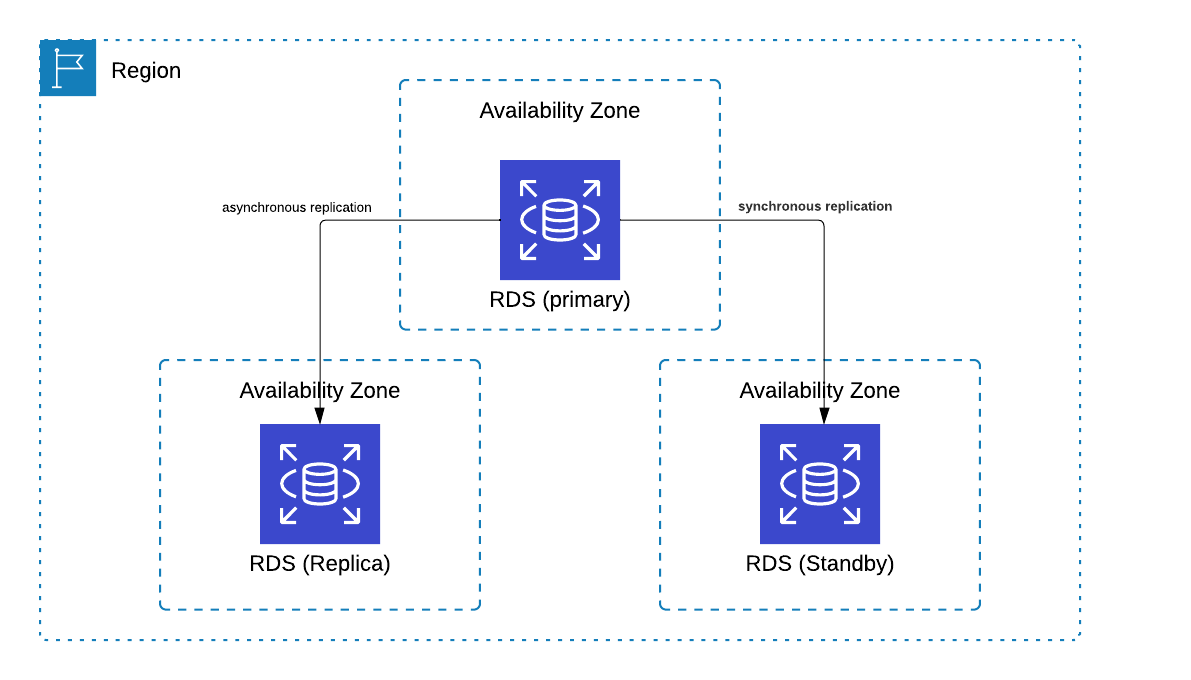 Region
Availability Zone
asynchronous replication
synchronous replication
RDS (primary)
Availability Zone
Availability Zone
RDS (Replica)
RDS (Standby)